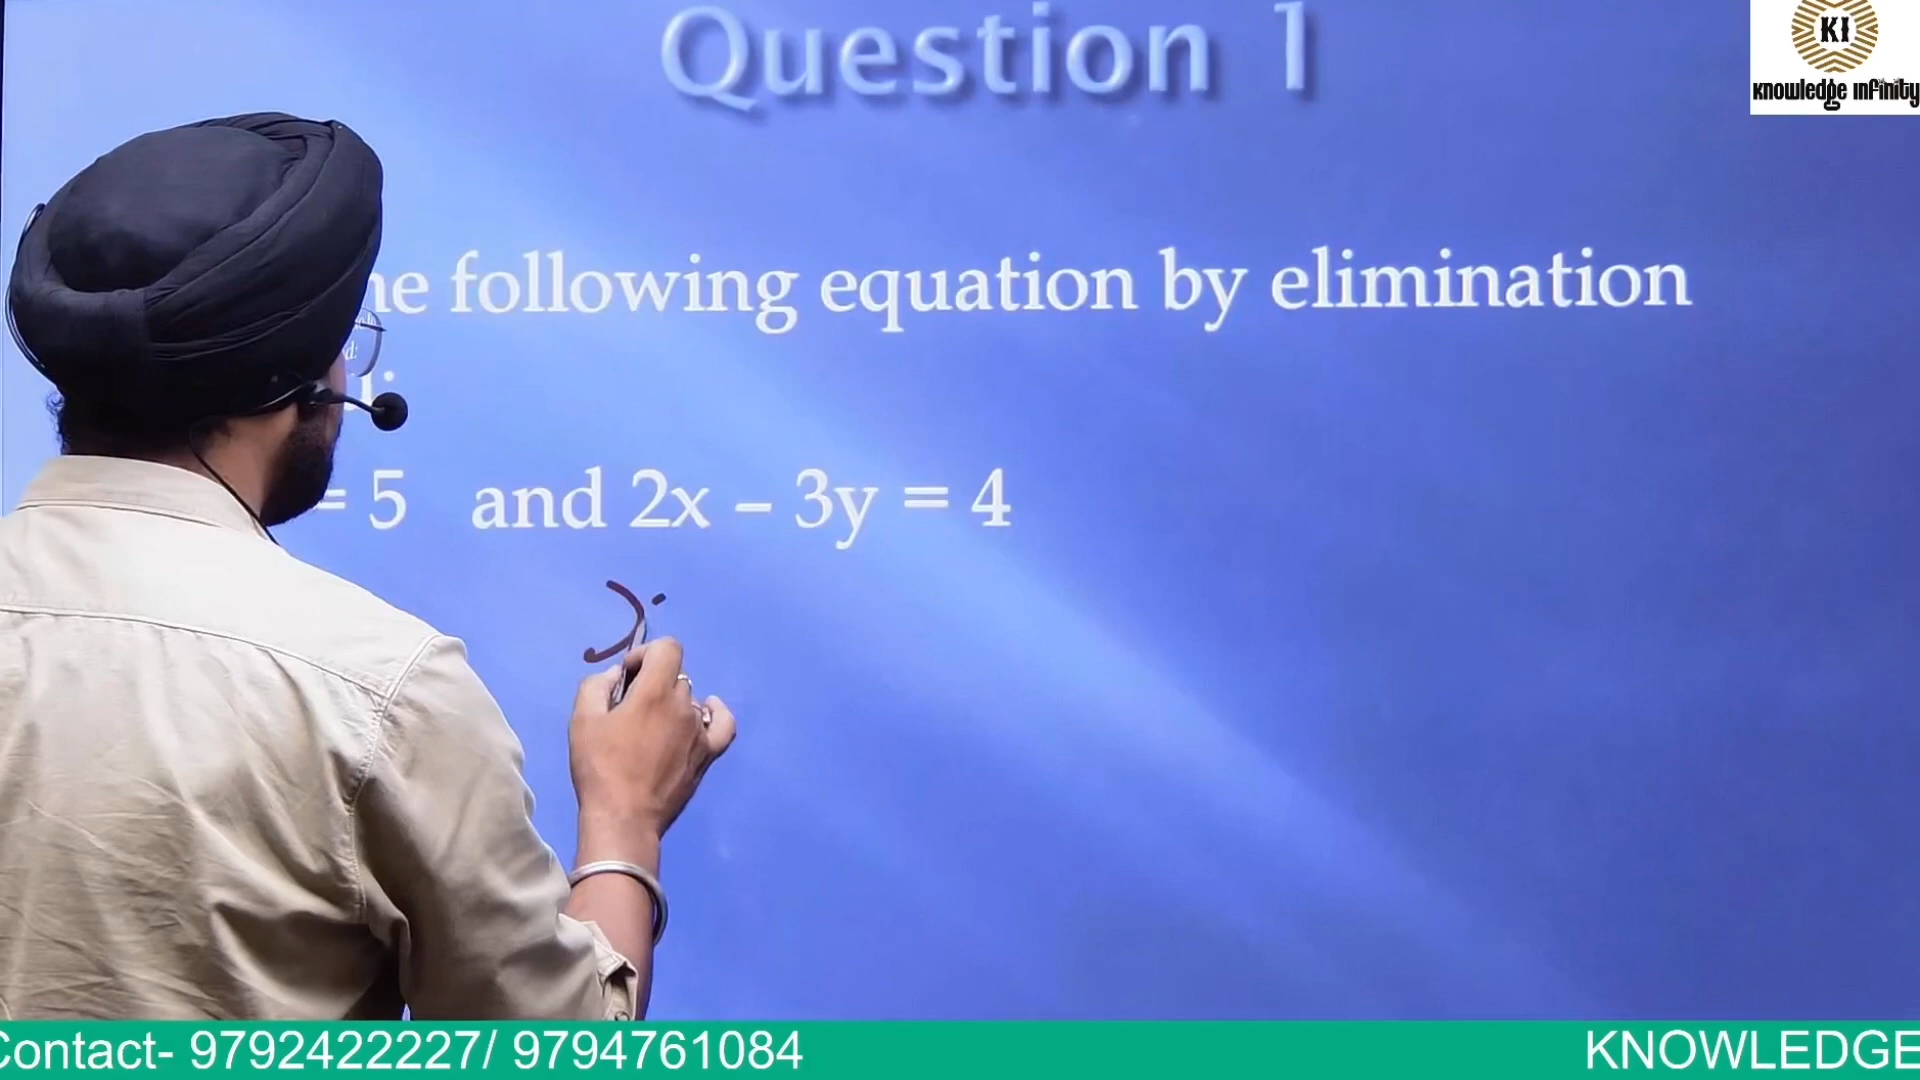 Question 1
KI
knowledge infinity
following equation by elimination
= 5 and 2x – 3y = 4
Contact- 9792422227/ 9794761084
KNOWLEDGE